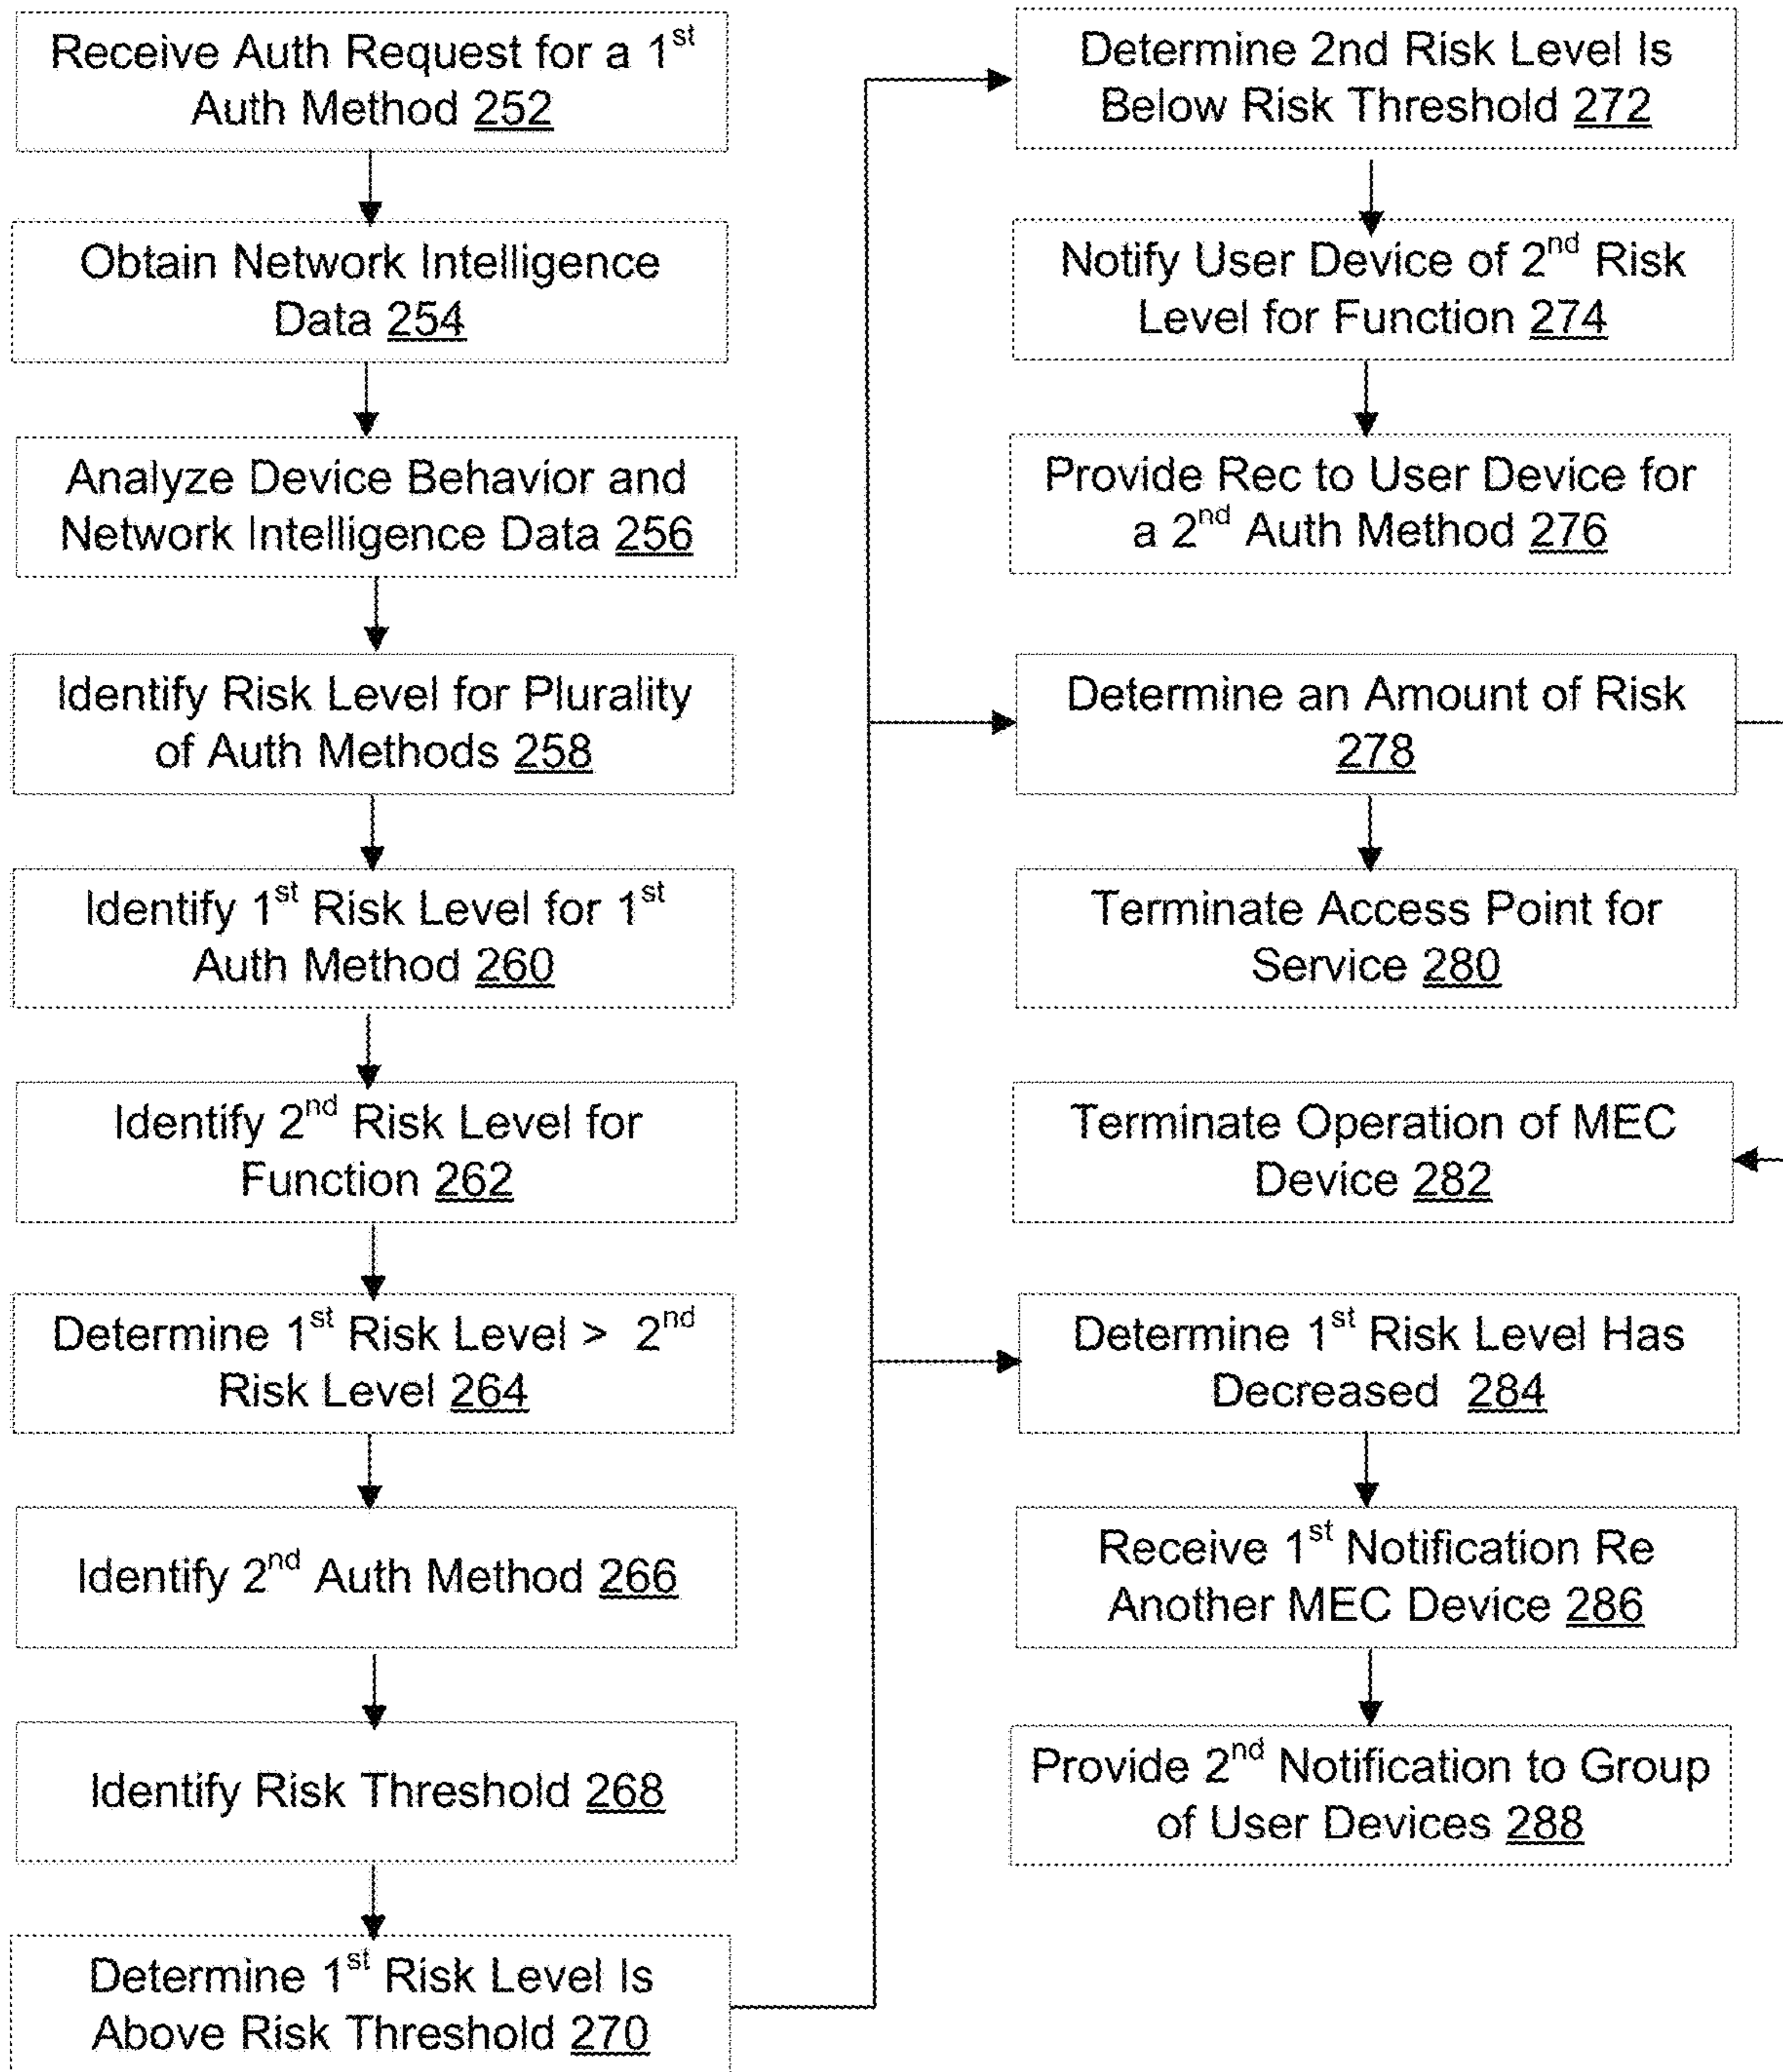 Receive Auth Request for a 1st
Auth Method 252
Obtain Network Intelligence
Data 254
Analyze Device Behavior and
Network Intelligence Data 256
Identify Risk Level for Plurality
of Auth Methods 258
Identify 1st Risk Level for 1st
Auth Method 260
Identify 2nd Risk Level for
Function 262
Determine 1st Risk Level > 2nd
Risk Level 264
Identify 2nd Auth Method 266
Identify Risk Threshold 268
Determine 1st Risk Level Is
Above Risk Threshold 270
Determine 2nd Risk Level Is
Below Risk Threshold 272
Notify User Device of 2nd Risk
Level for Function 274
Provide Rec to User Device for
a 2nd Auth Method 276
Determine an Amount of Risk
278
Terminate Access Point for
Service 280
Terminate Operation of MEC
Device 282
Determine 1st Risk Level Has
Decreased 284
Receive 1st Notification Re
Another MEC Device 286
Provide 2nd Notification to Group
of User Devices 288